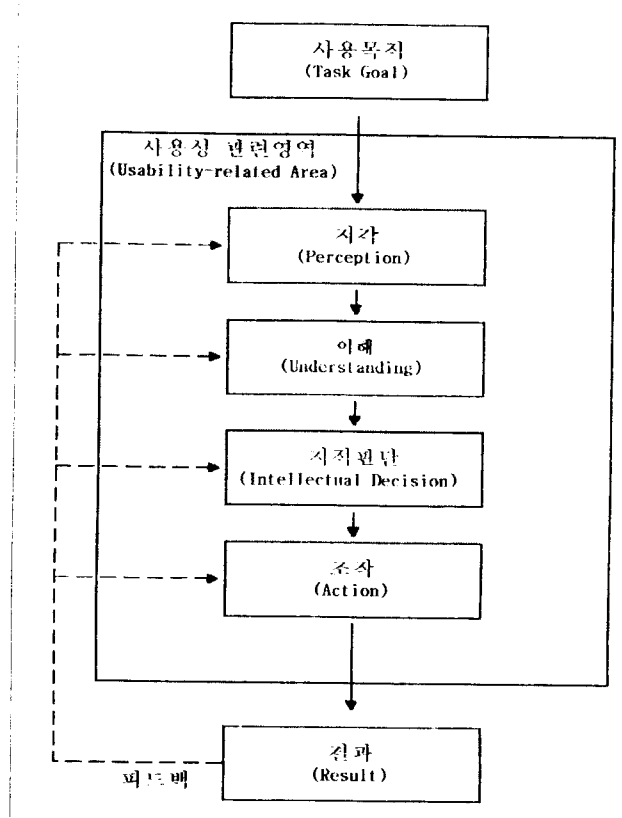 사용목적
(Task Goal)
사용성 관련영역
(Usability-related Area)
지각
(Perception)
이해
(Understanding)
지적판단
(Intellectual Decision)
조작
(Action)
결과
(Result)
피드백